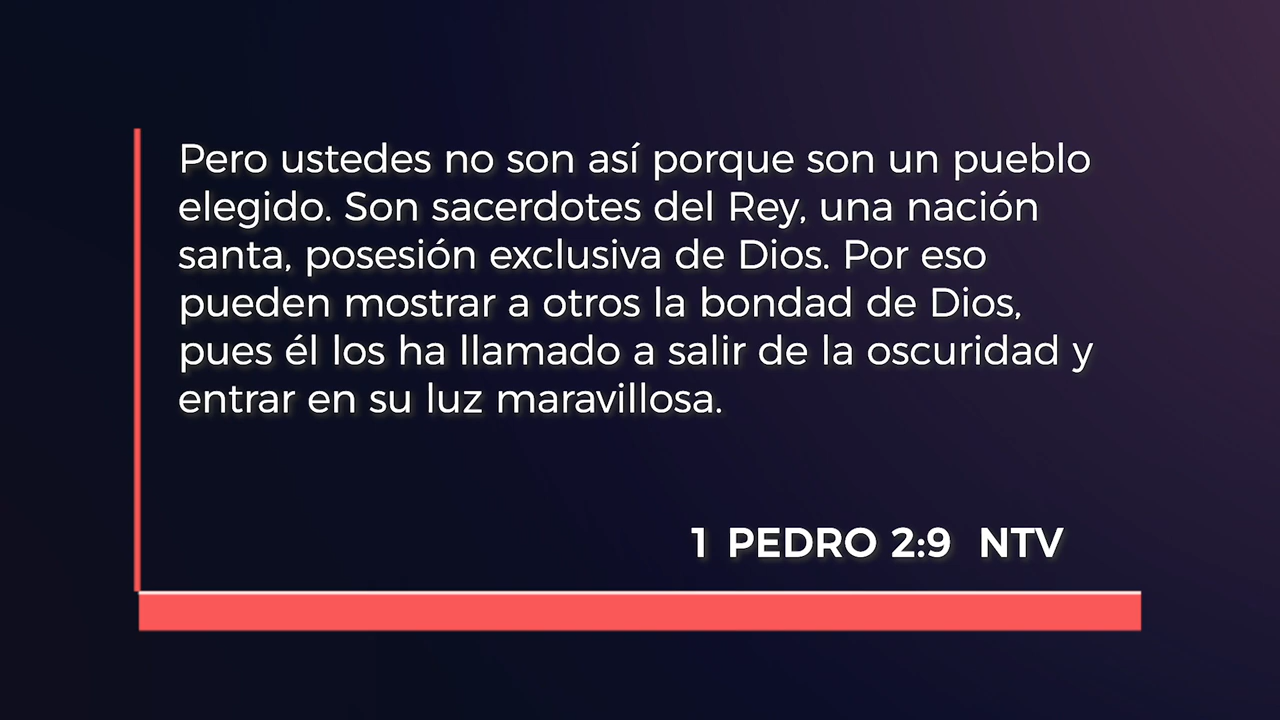 Pero ustedes no son así porque son un pueblo
elegido. Son sacerdotes del Rey, una nación
santa, posesión exclusiva de Dios. Por eso
pueden mostrar a otros la bondad de Dios,
pues él los ha llamado a salir de la oscuridad y
entrar en su luz maravillosa.
1 PEDRO 2:9 NTV